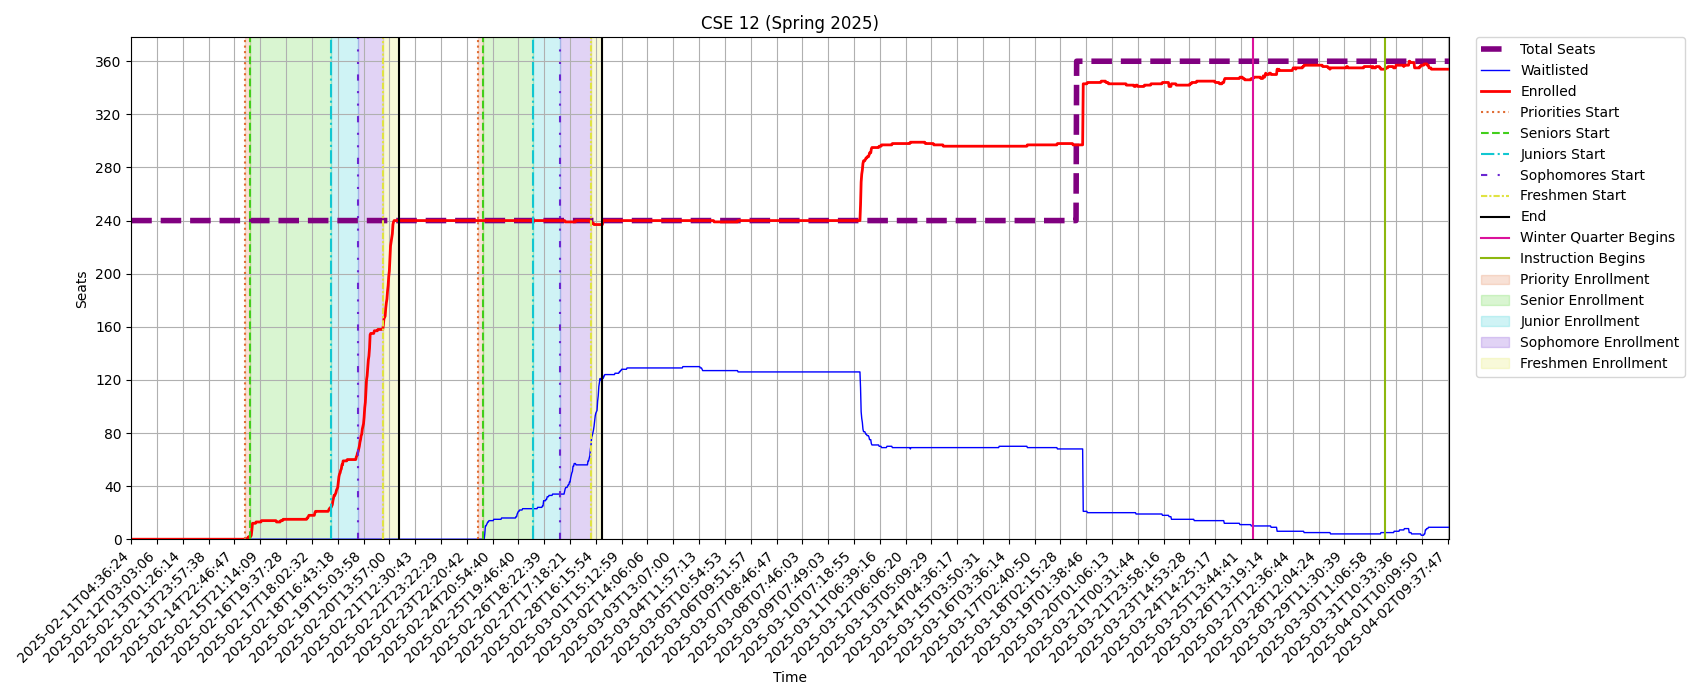 CSE 12 (Spring 2025)
Seats
360
320
280
240
200
160
120
80
40
0
2025-02-11T04:36:24
2025-02-12T03:03:06
2025-02-13T01:26:14
2025-02-13T23:57:38
2025-02-14T22:46:47
2025-02-15T21:14:09
2025-02-16T19:37:28
2025-02-17T18:02:32
2025-02-18T16:43:18
2025-02-19T15:03:58
2025-02-20T13:57:00
2025-02-21T12:30:43
2025-02-22T23:22:29
2025-02-23T22:20:42
2025-02-24T20:54:40
2025-02-25T19:46:40
2025-02-26T18:22:39
2025-02-27T17:18:21
2025-02-28T16:15:54
2025-03-01T15:12:59
2025-03-02T14:06:06
2025-03-03T13:07:00
2025-03-04T11:57:13
2025-03-05T10:54:53
2025-03-06T09:51:57
2025-03-07T08:46:47
2025-03-08T07:46:03
2025-03-09T07:49:03
2025-03-10T07:18:55
2025-03-11T06:39:16
2025-03-12T06:06:20
2025-03-13T05:09:29
2025-03-14T04:36:17
2025-03-15T03:50:31
2025-03-16T03:36:14
2025-03-17T02:40:50
2025-03-18T02:15:28
2025-03-19T01:38:46
2025-03-20T01:06:13
2025-03-21T00:31:44
2025-03-21T23:58:16
2025-03-23T14:53:28
2025-03-24T14:25:17
2025-03-25T13:44:41
2025-03-26T13:19:14
2025-03-27T12:36:44
2025-03-28T12:04:24
2025-03-29T11:30:39
2025-03-30T11:06:58
2025-03-31T10:33:36
2025-04-01T10:09:50
2025-04-02T09:37:47
Time
Total Seats
Waitlisted
Enrolled
Priorities Start
Seniors Start
Juniors Start
Sophomores Start
Freshmen Start
End
Winter Quarter Begins
Instruction Begins
Priority Enrollment
Senior Enrollment
Junior Enrollment
Sophomore Enrollment
Freshmen Enrollment